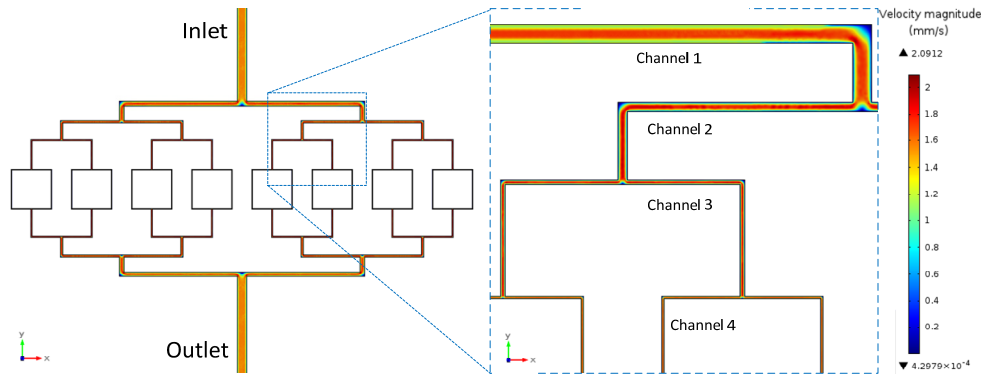 Inlet
Outlet
y
x
Channel 1
Channel 2
Channel 3
Channel 4
y
x
Velocity magnitude
(mm/s)
▲ 2.0912
2
1.8
1.6
1.4
1.2
1
0.8
0.6
0.4
0.2
▼ 4.2979×10⁻⁴